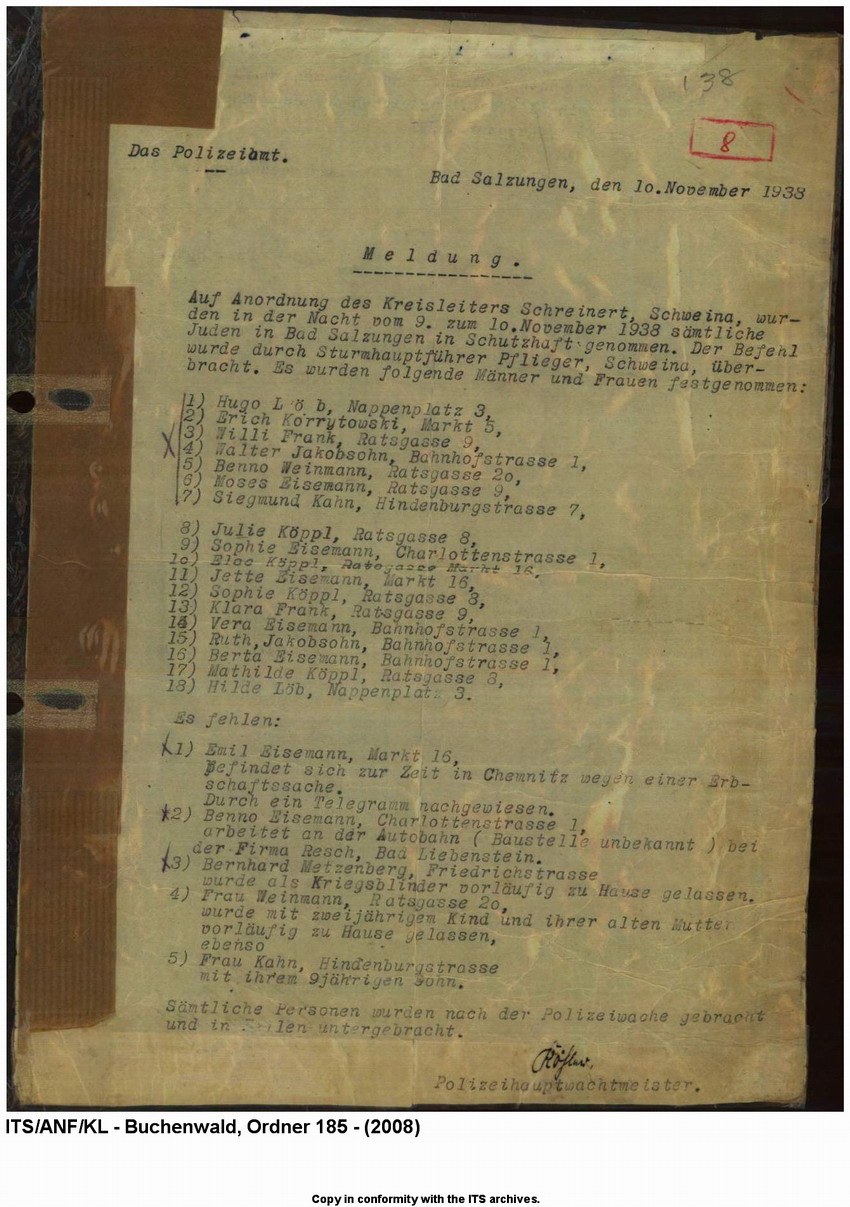 138
8
Das Polizeiamt.
Bad Salzungen, den 10.November 1938
Meldung.
Auf Anordnung des Kreisleiters Schreinert, Schweina, wur-
den in der Nacht vom 9. zum 10.November 1938 sämtliche
Juden in Bad Salzungen in Schutzhaft genommen. Der Befehl
wurde durch Sturmhauptführer Pflieger, Schweina, über-
bracht. Es wurden folgende Männer und Frauen festgenommen:
1) Hugo L ö b, Nappenplatz 3,
2) Erich Korrytowski, Markt 5,
3) Willi Frank, Ratsgasse 9,
4) Walter Jakobsohn, Bahnhofstrasse 1,
5) Benno Weinmann, Ratsgasse 20,
6) Moses Eisemann, Ratsgasse 9,
7) Siegmund Kahn, Hindenburgstrasse 7,
8) Julie Köppl, Ratsgasse 8,
9) Sophie Eisemann, Charlottenstrasse 1,
10) Köppl, Ratsgasse Markt 16,
11) Jette Eisemann, Markt 16,
12) Sophie Köppl, Ratsgasse 8,
13) Klara Frank, Ratsgasse 9,
14) Vera Eisemann, Bahnhofstrasse 1,
15) Ruth,Jakobsohn, Bahnhofstrasse 1,
16) Berta Eisemann, Bahnhofstrasse 1,
17) Mathilde Köppl, Ratsgasse 8,
18) Hilde Löb, Nappenplatz 3.
Es fehlen:
1) Emil Eisemann, Markt 16,
befindet sich zur Zeit in Chemnitz wegen einer Erb-
schaftssache.
Durch ein Telegramm nachgewiesen.
2) Benno Eisemann, Charlottenstrasse 1,
arbeitet an der Autobahn ( Baustelle unbekannt ) bei
der Firma Resch, Bad Liebenstein.
3) Bernhard Metzenberg, Friedrichstrasse
wurde als Kriegsblinder vorläufig zu Hause gelassen.
4) Frau Weinmann, Ratsgasse 20,
wurde mit zweijährigem Kind und ihrer alten Mutter
vorläufig zu Hause gelassen,
ebenso
5) Frau Kahn, Hindenburgstrasse
mit ihrem 9jährigen Sohn.
Sämtliche Personen wurden nach der Polizeiwache gebracht
und in Zellen untergebracht.
Polizeihauptwachtmeister.
ITS/ANF/KL - Buchenwald, Ordner 185 - (2008)
Copy in conformity with the ITS archives.